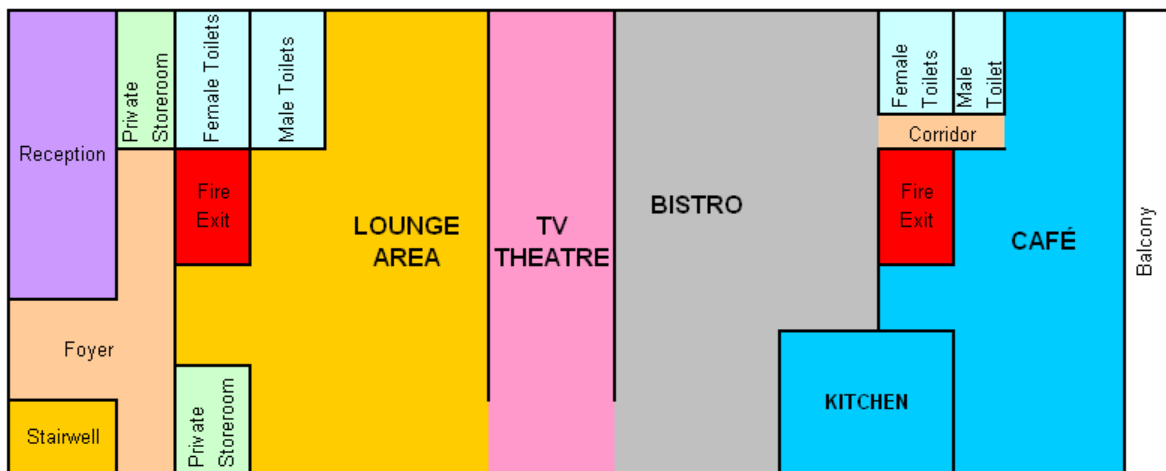 Private
Storeroom
Female Toilets
Male Toilets
Female
Toilets
Male
Toilet
Corridor
Reception
Fire
Exit
LOUNGE
AREA
TV
THEATRE
BISTRO
Fire
Exit
CAFÉ
Balcony
Foyer
Stairwell
Private
Storeroom
KITCHEN